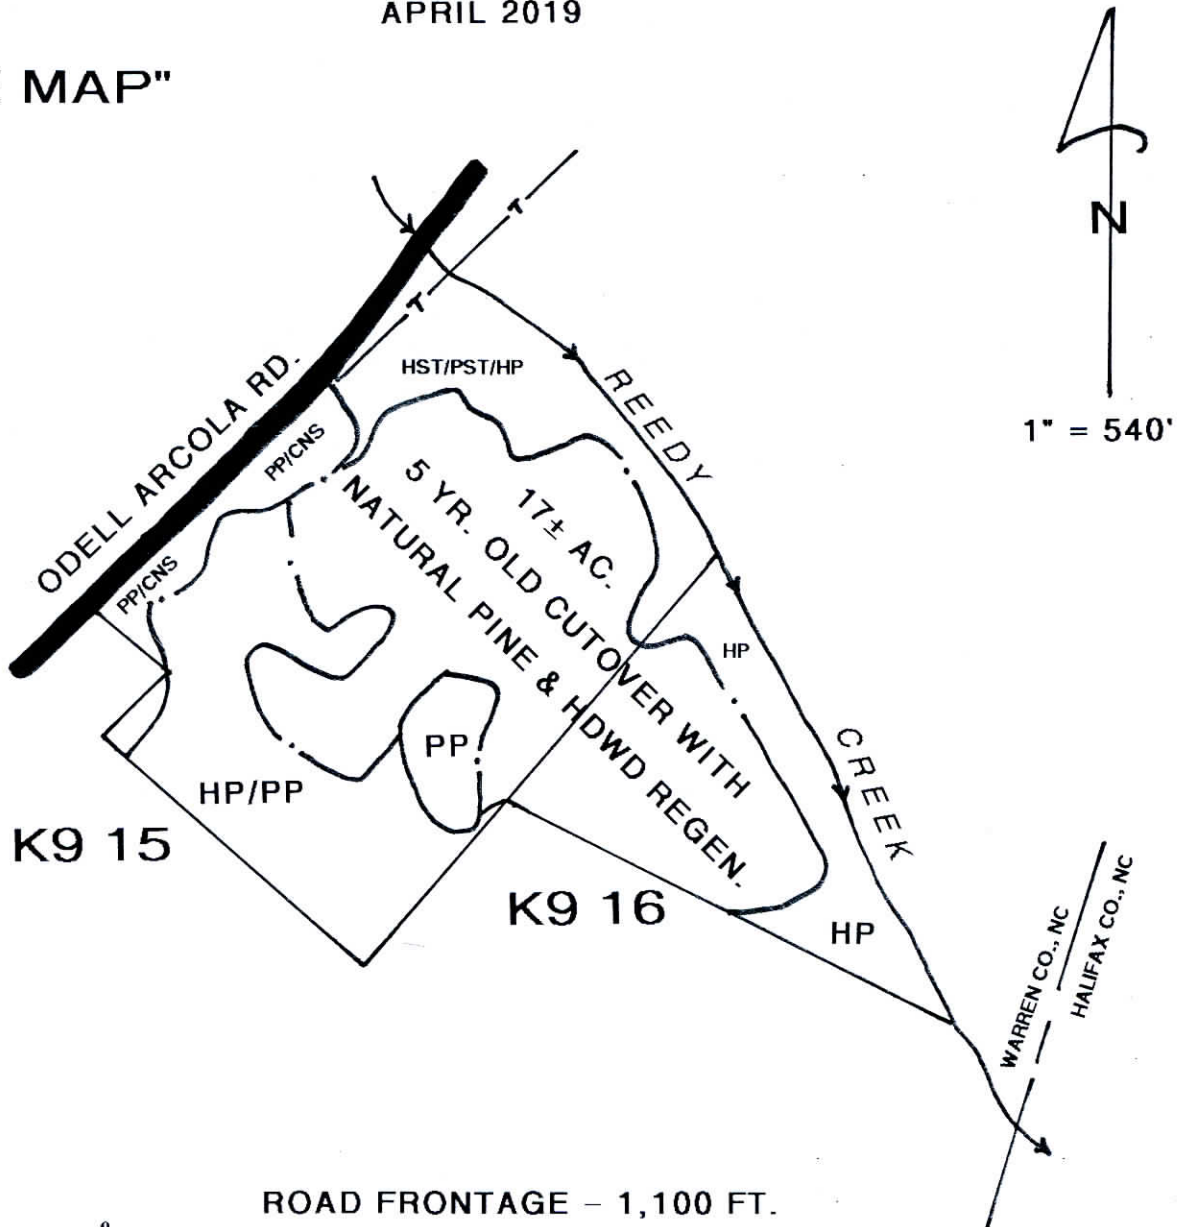 APRIL 2019
MAP"
N
1" = 540'
T
T
HST/PST/HP
ODELL ARCOLA RD.
PP/CNS
PP/CNS
REEDY
CREEK
17± AC.
5 YR. OLD CUTOVER WITH
NATURAL PINE & HDWD REGEN.
HP
PP
HP/PP
K9 15
K9 16
HP
WARREN CO., NC
HALIFAX CO., NC
ROAD FRONTAGE – 1,100 FT.